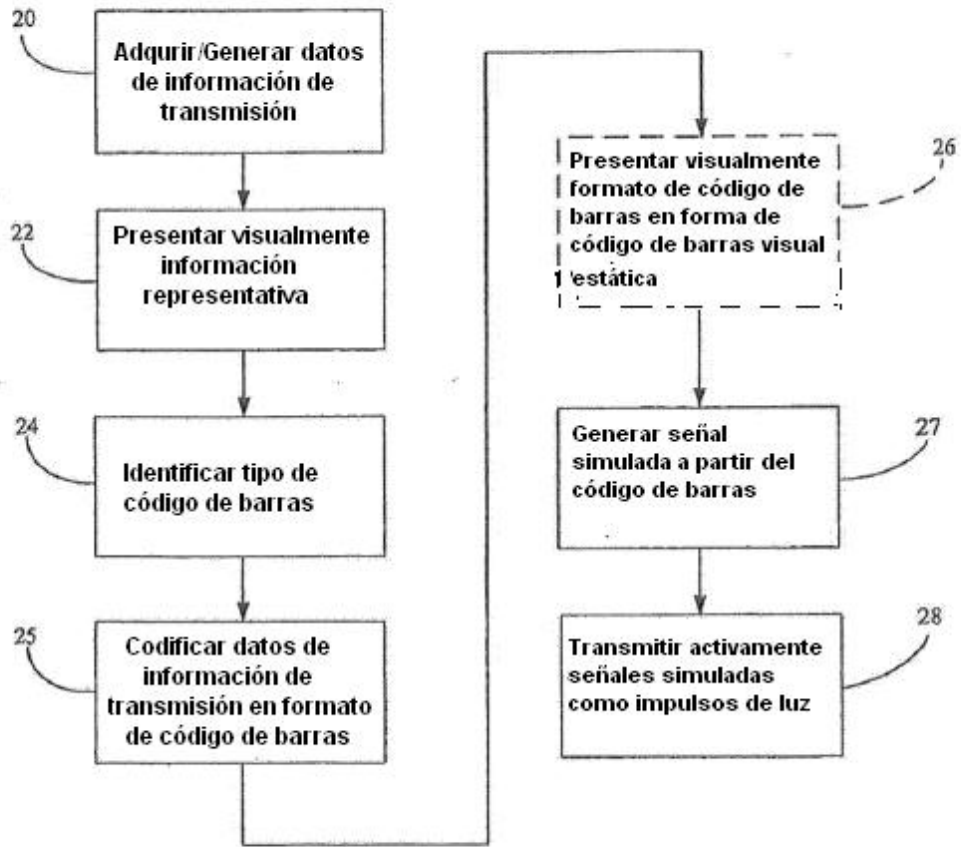 20
Adqurir/Generar datos
de información de
transmisión
22
Presentar visualmente
información
representativa
24
Identificar tipo de
código de barras
25
Codificar datos de
información de
transmisión en formato
de código de barras
26
Presentar visualmente
formato de código de
barras en forma de
código de barras visual
estática
27
Generar señal
simulada a partir del
código de barras
28
Transmitir activamente
señales simuladas
como impulsos de luz